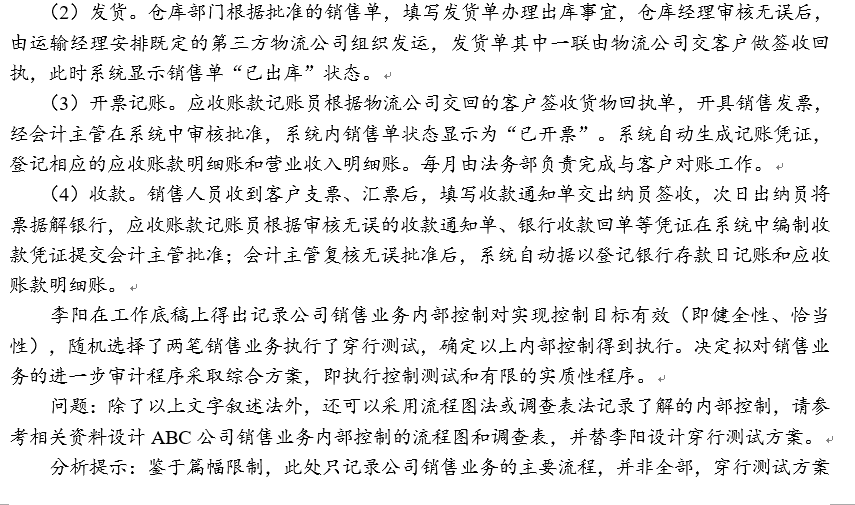 （2）发货。仓库部门根据批准的销售单，填写发货单办理出库事宜，仓库经理审核无误后，
由运输经理安排既定的第三方物流公司组织发运，发货单其中一联由物流公司交客户做签收回
执，此时系统显示销售单“已出库”状态。
（3）开票记账。应收账款记账员根据物流公司交回的客户签收货物回执单，开具销售发票，
经会计主管在系统中审核批准，系统内销售单状态显示为“已开票”。系统自动生成记账凭证，
登记相应的应收账款明细账和营业收入明细账。每月由法务部负责完成与客户对账工作。
（4）收款。销售人员收到客户支票、汇票后，填写收款通知单交出纳员签收，次日出纳员将
票据解银行，应收账款记账员根据审核无误的收款通知单、银行收款回单等凭证在系统中编制收
款凭证提交会计主管批准；会计主管复核无误批准后，系统自动据以登记银行存款日记账和应收
账款明细账。
李阳在工作底稿上得出记录公司销售业务内部控制对实现控制目标有效（即健全性、恰当
性），随机选择了两笔销售业务执行了穿行测试，确定以上内部控制得到执行。决定拟对销售业
务的进一步审计程序采取综合方案，即执行控制测试和有限的实质性程序。
问题：除了以上文字叙述法外，还可以采用流程图法或调查表法记录了解的内部控制，请参
考相关资料设计 ABC 公司销售业务内部控制的流程图和调查表，并替李阳设计穿行测试方案。
分析提示：鉴于篇幅限制，此处只记录公司销售业务的主要流程，并非全部，穿行测试方案